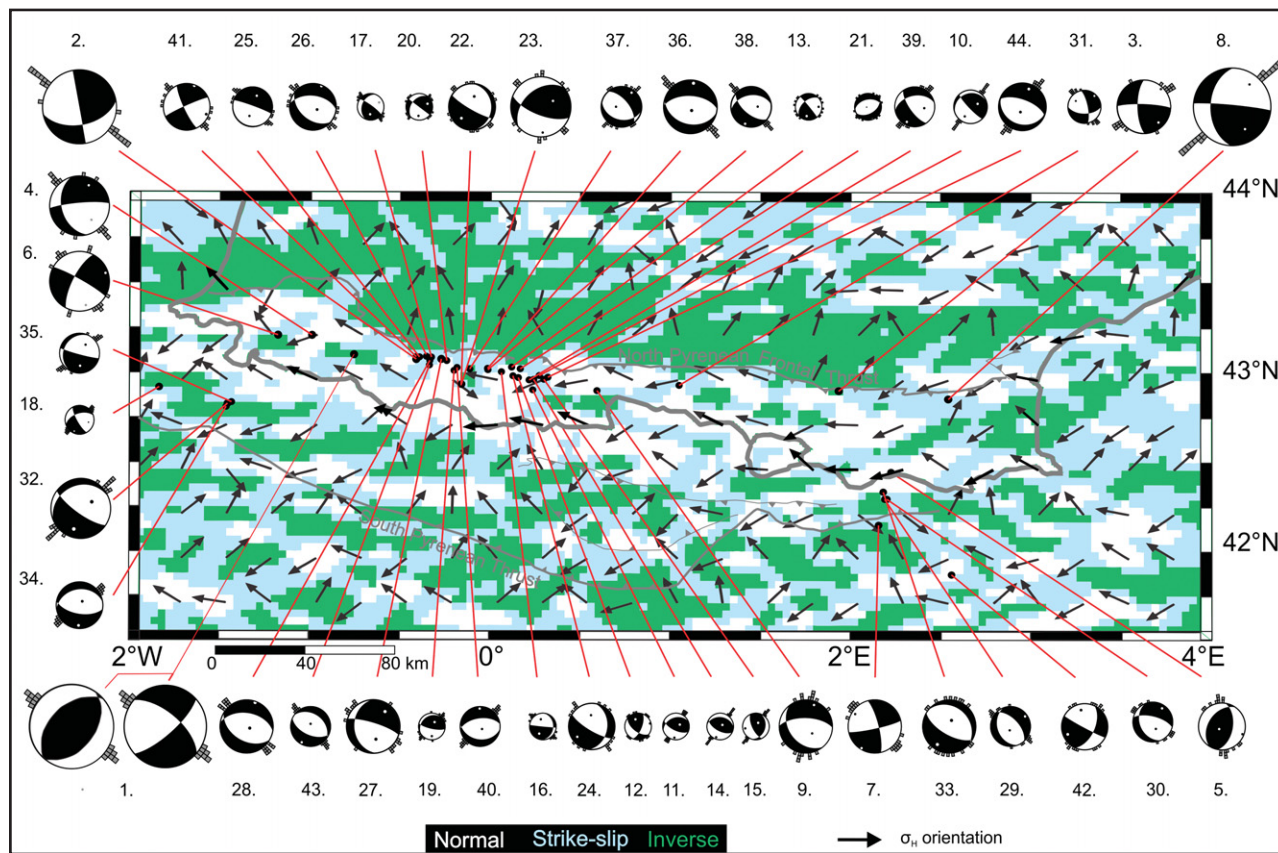 2. 41. 25. 26. 17. 20. 22. 23. 37. 36. 38. 13. 21. 39. 10. 44. 31. 3. 8.
4.
6.
35.
18.
32.
34.
44°N
43°N
42°N
North Pyrenean Frontal Thrust
South Pyrenean Thrust
2°W 0° 2°E 4°E
0 40 80 km
1. 28. 43. 27. 19. 40. 16. 24. 12. 11. 14. 15. 9. 7. 33. 29. 42. 30. 5.
Normal Strike-slip Inverse
σH orientation